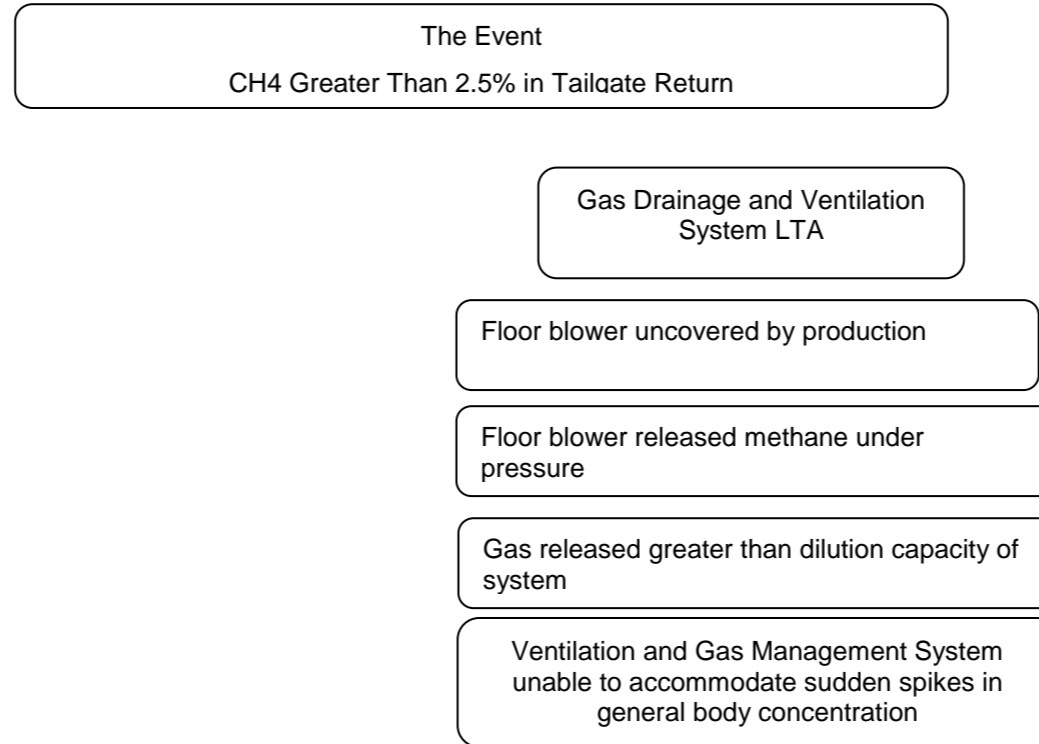 The Event
CH4 Greater Than 2.5% in Tailgate Return
Gas Drainage and Ventilation
System LTA
Floor blower uncovered by production
Floor blower released methane under
pressure
Gas released greater than dilution capacity of
system
Ventilation and Gas Management System
unable to accommodate sudden spikes in
general body concentration